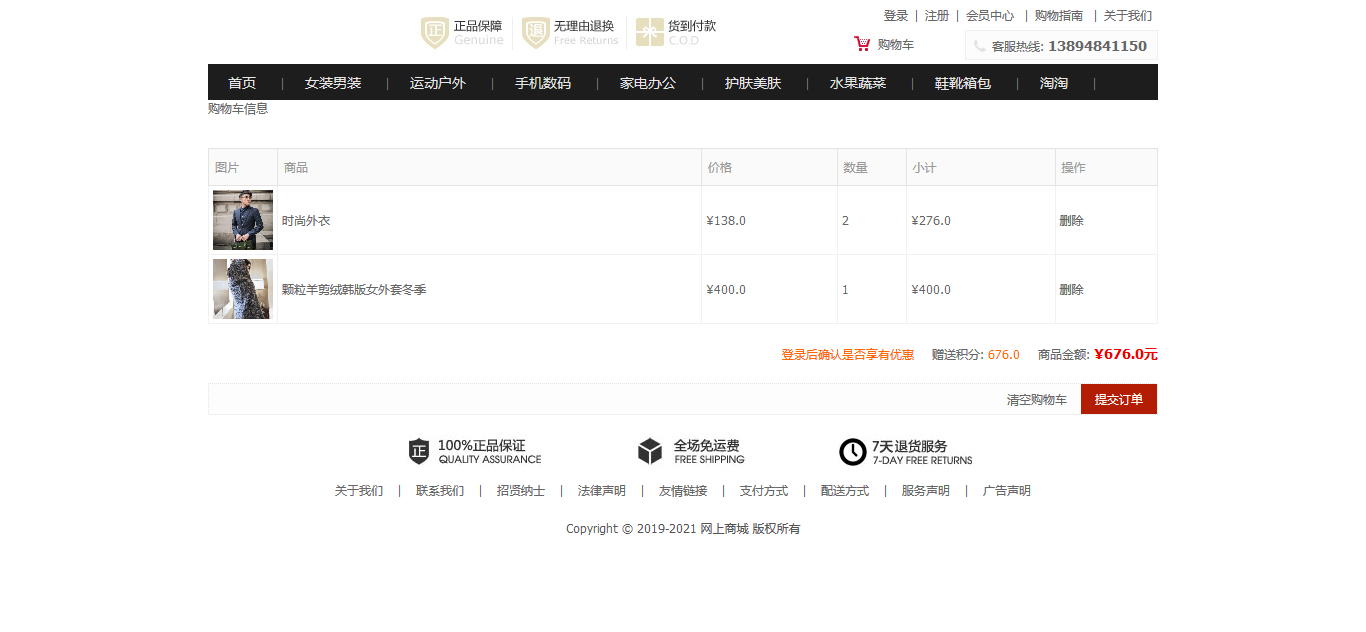 登录 | 注册 | 会员中心 | 购物指南 | 关于我们
正品保障 无理由退换 货到付款
正 Genuine 退 Free Returns C.O.D
购物车 客服热线: 13894841150
首页 | 女装男装 | 运动户外 | 手机数码 | 家电办公 | 护肤美肤 | 水果蔬菜 | 鞋靴箱包 | 淘淘 |
购物车信息
图片 商品 价格 数量 小计 操作
时尚外衣 ¥138.0 2 ¥276.0 删除
颗粒羊剪绒韩版女外套冬季 ¥400.0 1 ¥400.0 删除
登录后确认是否享有优惠 赠送积分: 676.0 商品金额: ¥676.0元
清空购物车 提交订单
正 100%正品保证 全场免运费 7天退货服务
QUALITY ASSURANCE FREE SHIPPING 7-DAY FREE RETURNS
关于我们 | 联系我们 | 招贤纳士 | 法律声明 | 友情链接 | 支付方式 | 配送方式 | 服务声明 | 广告声明
Copyright © 2019-2021 网上商城 版权所有